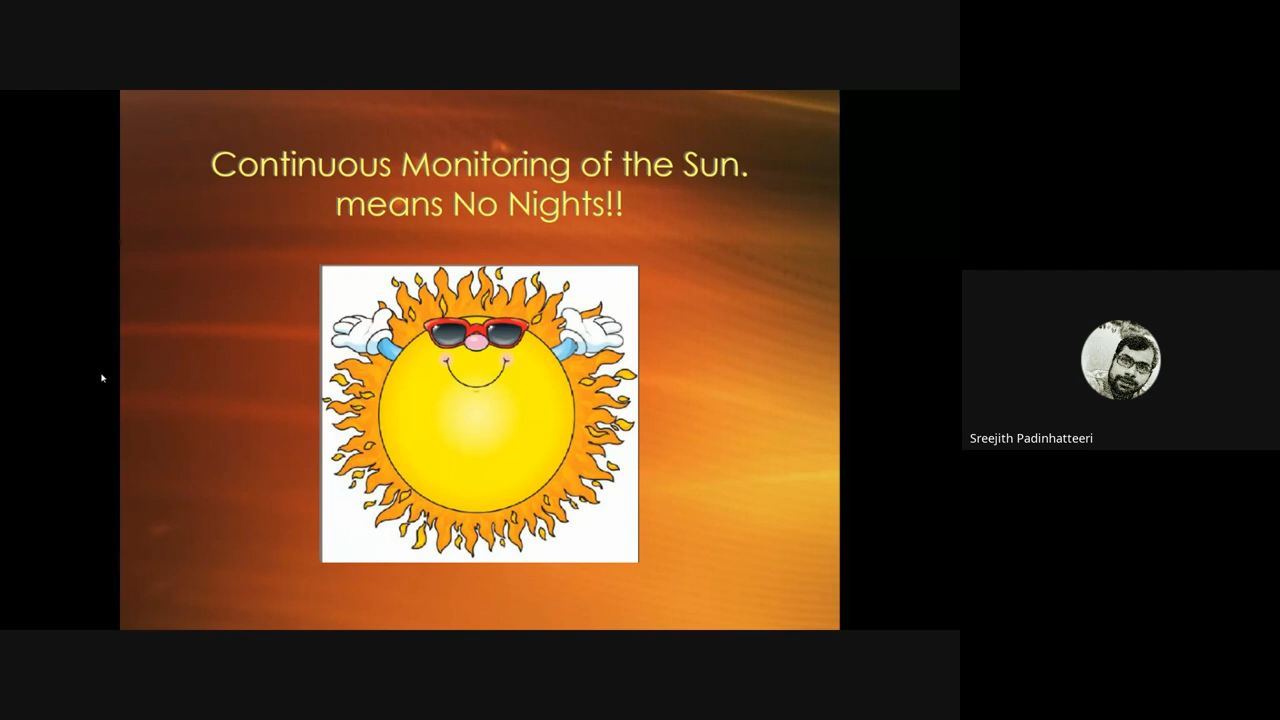 Continuous Monitoring of the Sun.
means No Nights!!
Sreejith Padinhatteeri